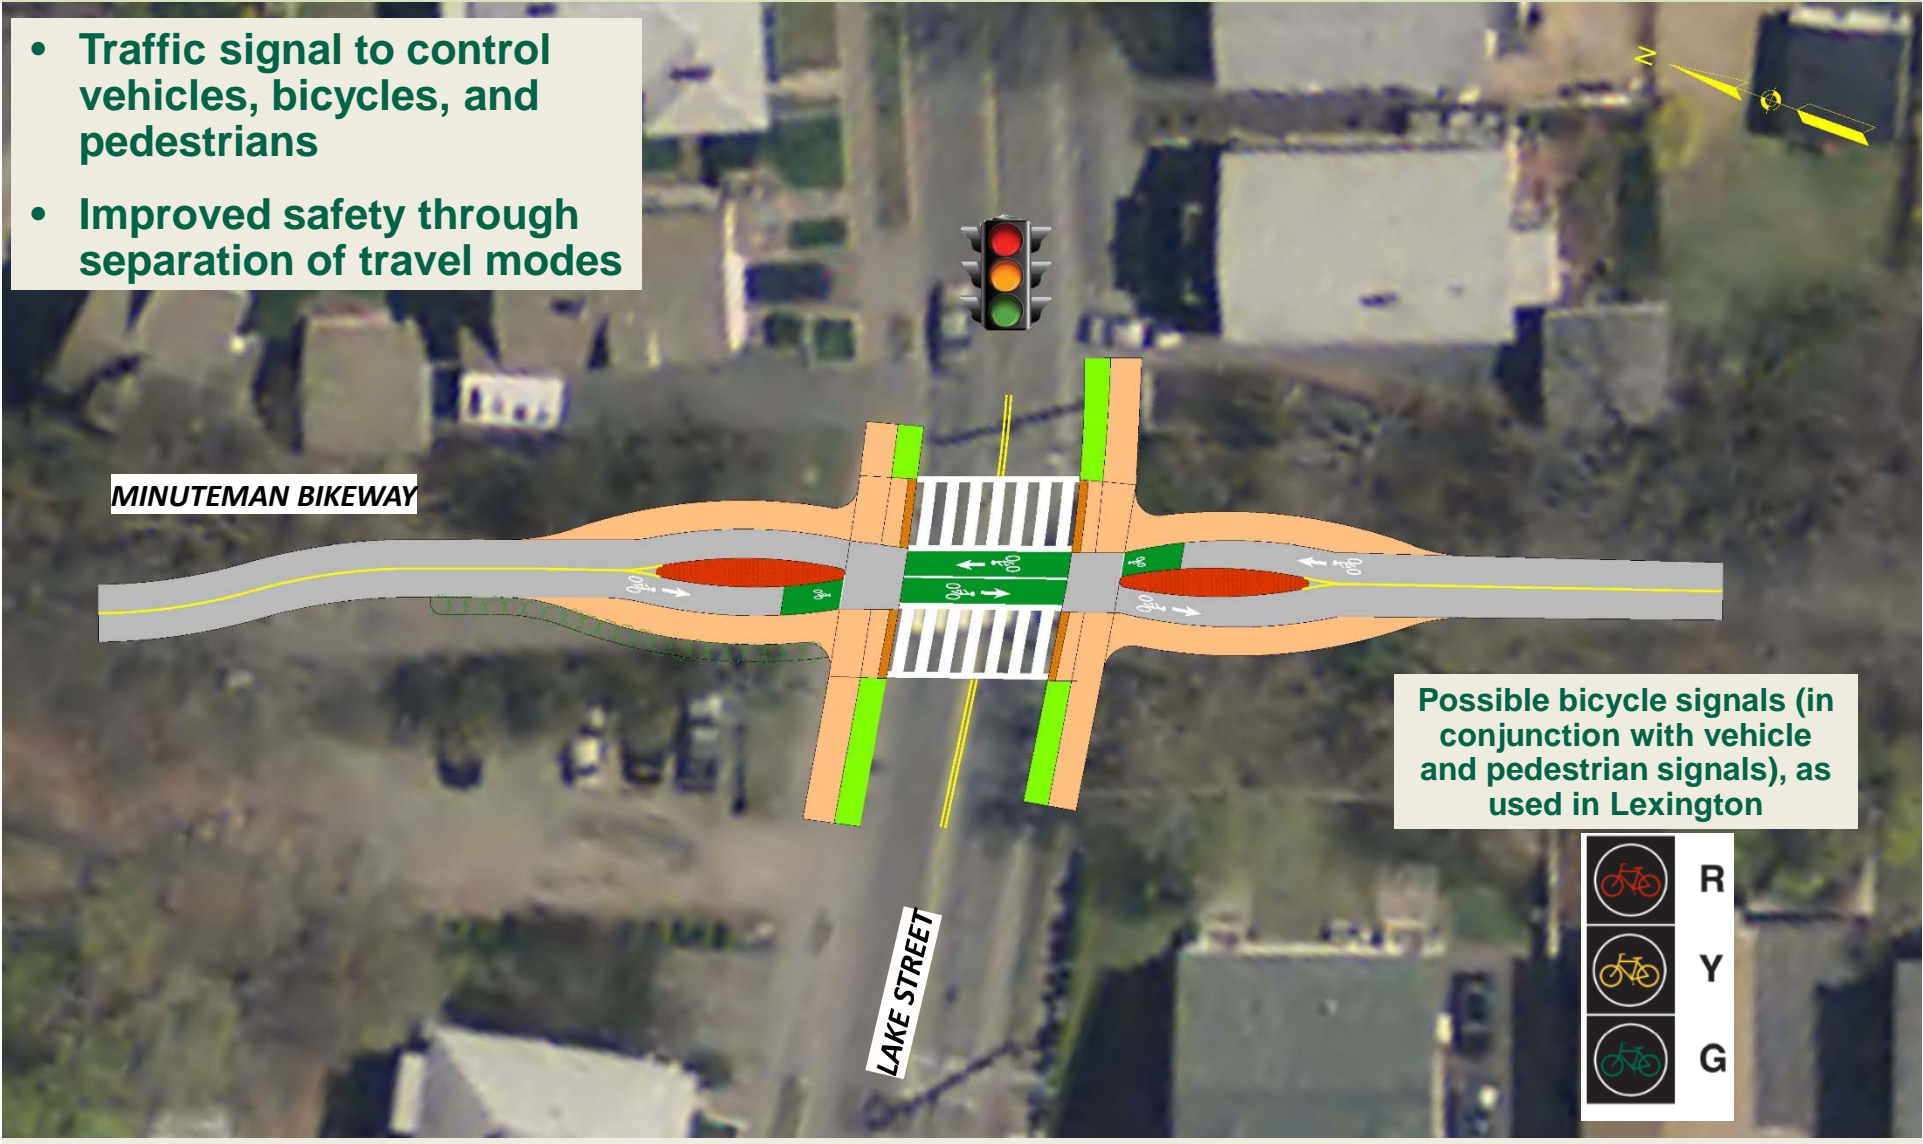 • Traffic signal to control
vehicles, bicycles, and
pedestrians
• Improved safety through
separation of travel modes
N
MINUTEMAN BIKEWAY
LAKE STREET
Possible bicycle signals (in
conjunction with vehicle
and pedestrian signals), as
used in Lexington
R
Y
G